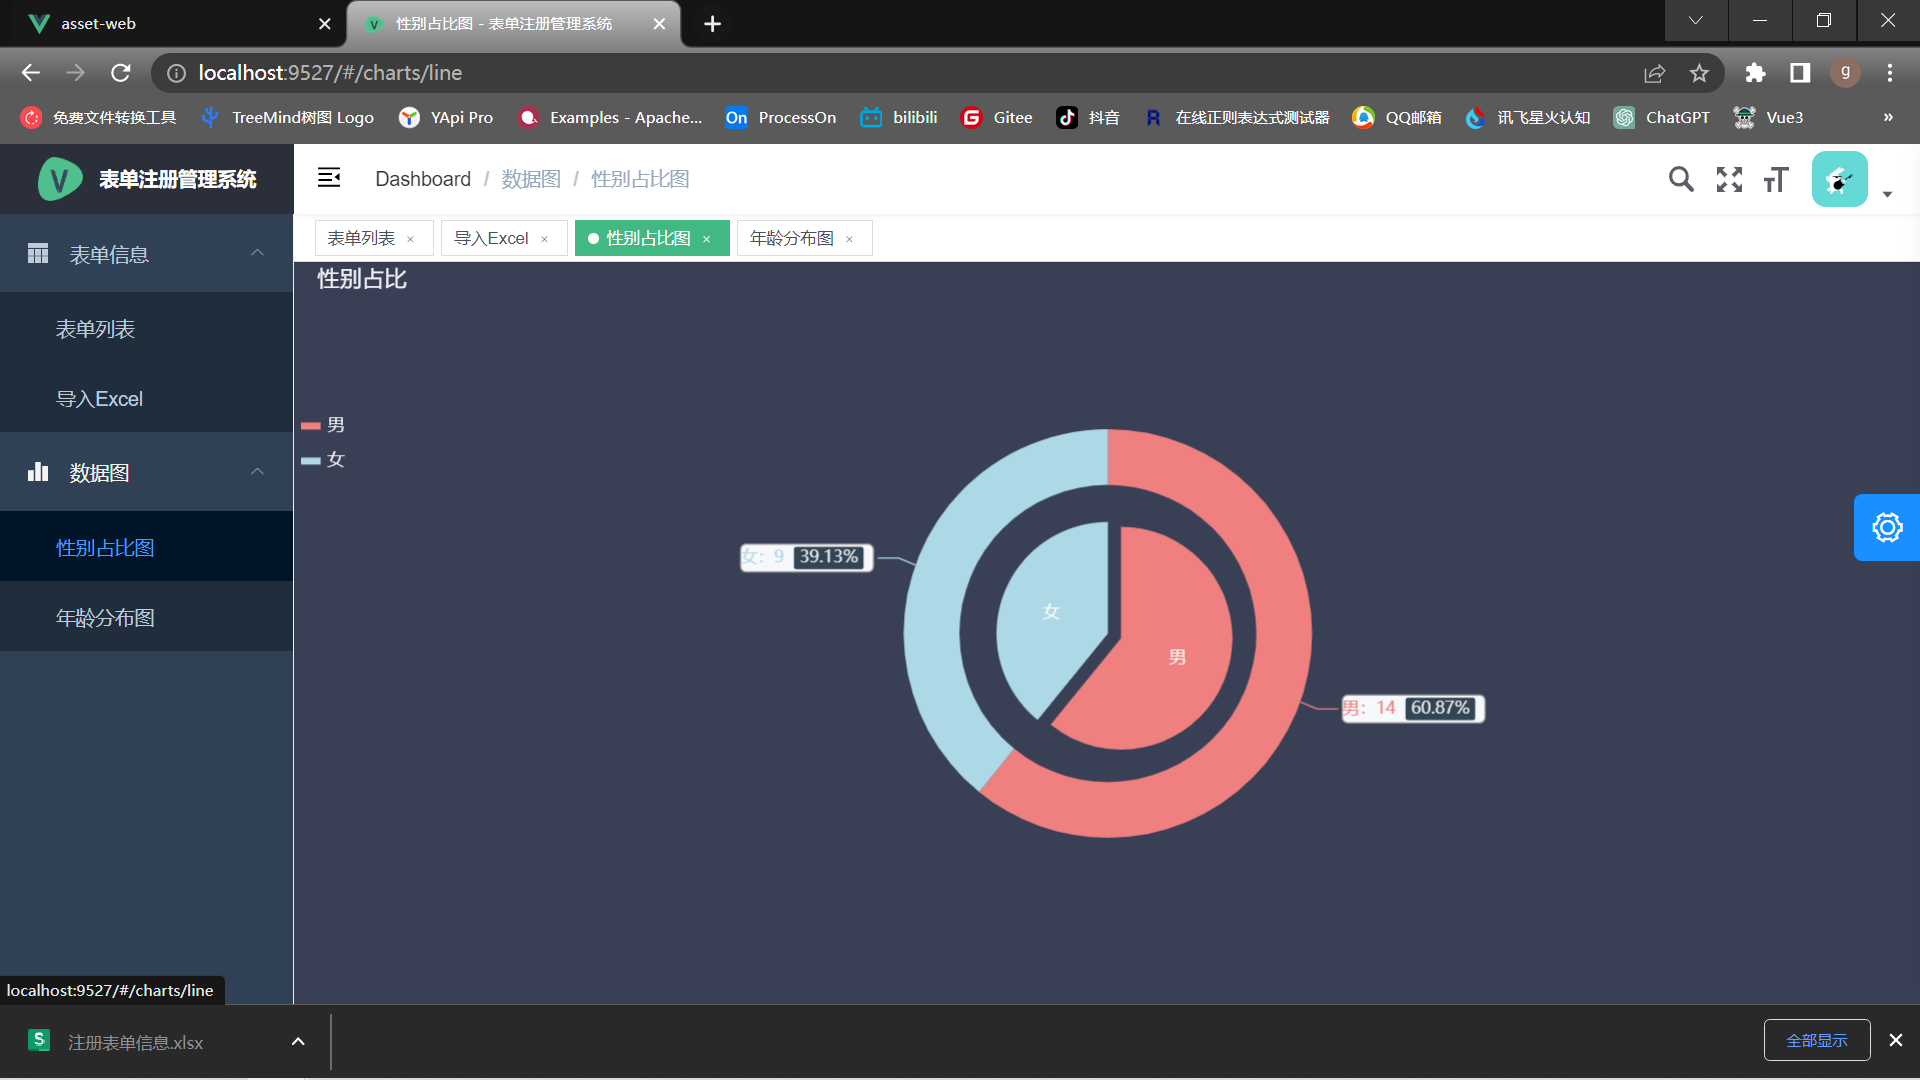 asset-web
性别占比图 - 表单注册管理系统
localhost:9527/#/charts/line
g
免费文件转换工具
TreeMind树图 Logo
YApi Pro
Examples - Apache...
On ProcessOn
bilibili
G Gitee
抖音
R 在线正则表达式测试器
QQ邮箱
讯飞星火认知
ChatGPT
Vue3
»
V 表单注册管理系统
Dashboard / 数据图 / 性别占比图
表单列表 ×
导入Excel ×
性别占比图 ×
年龄分布图 ×
表单信息
表单列表
导入Excel
数据图
性别占比图
年龄分布图
性别占比
男
女
女: 9 39.13%
女
男
男: 14 60.87%
localhost:9527/#/charts/line
S 注册表单信息.xlsx
全部显示